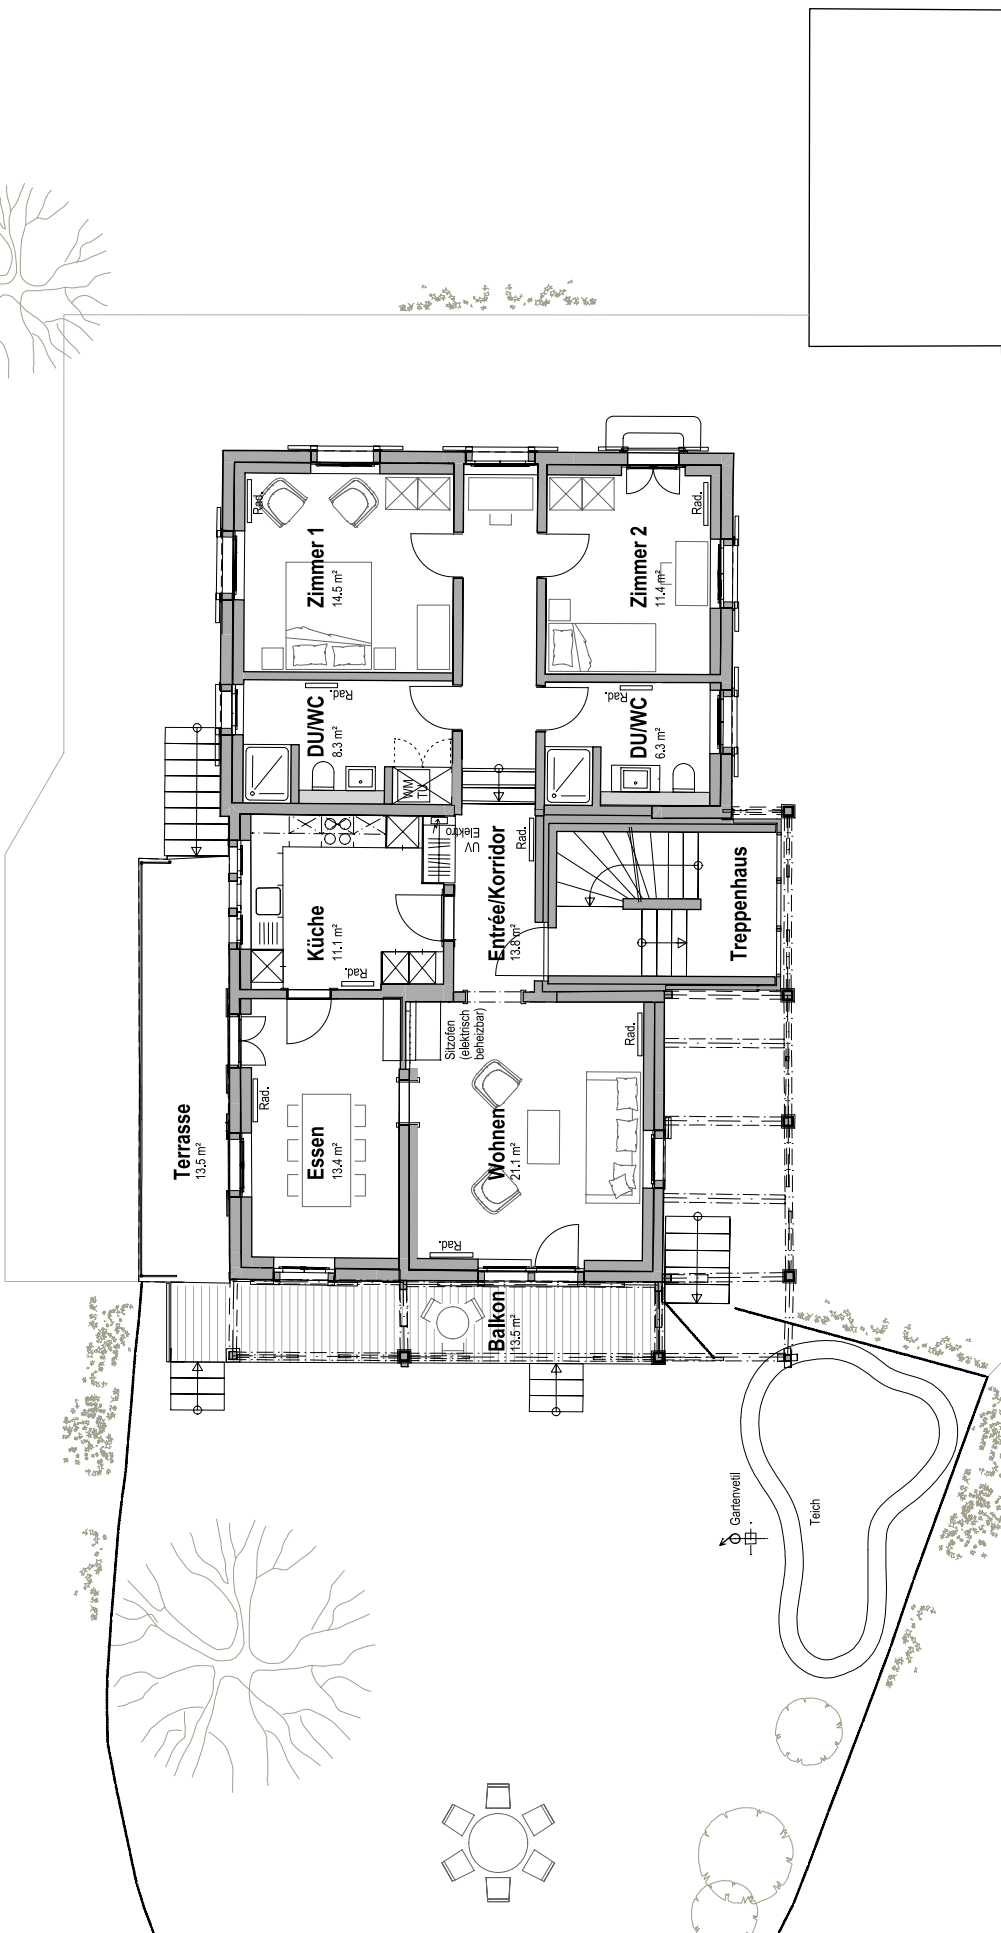 Rad.
Zimmer 1
14.5 m²
Zimmer 2
11.4 m²
Rad.
DU/WC
8.3 m²
Rad.
WM
TU
DU/WC
6.3 m²
Rad.
Küche
11.1 m²
Rad.
UV
Elektro
Entrée/Korridor
13.8 m²
Rad.
Treppenhaus
Terrasse
13.5 m²
Essen
13.4 m²
Rad.
Sitzofen
(elektrisch
beheizbar)
Wohnen
21.1 m²
Rad.
Rad.
Balkon
13.5 m²
Gartenvetil
Teich